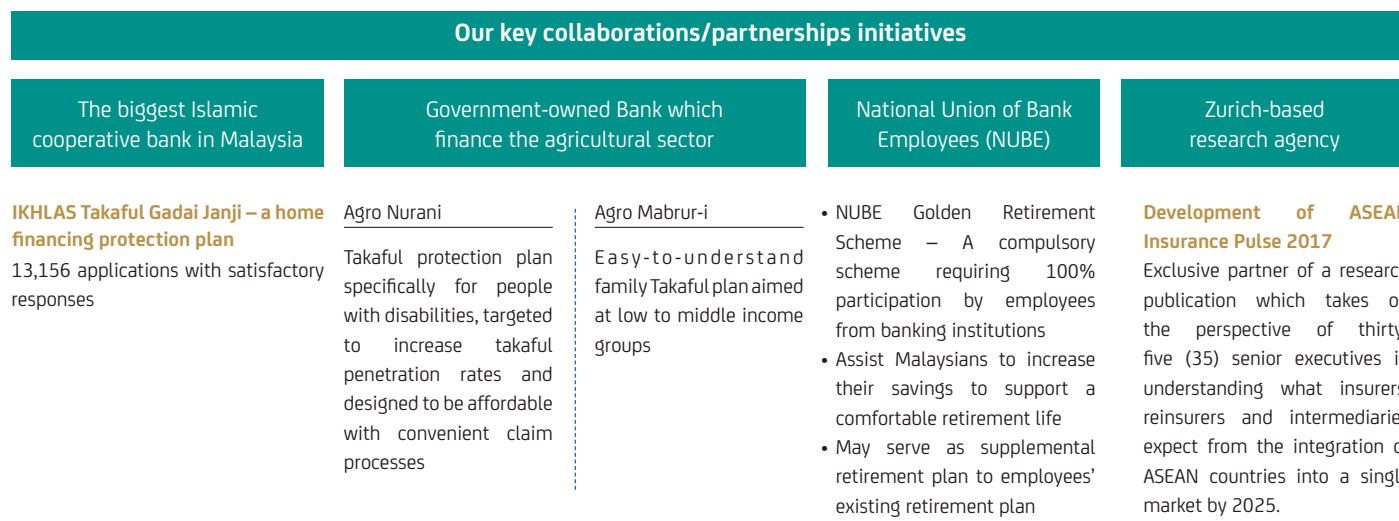 Our key collaborations/partnerships initiatives
The biggest Islamic
cooperative bank in Malaysia
IKHLAS Takaful Gadai Janji – a home
financing protection plan
13,156 applications with satisfactory
responses
Government-owned Bank which
finance the agricultural sector
Agro Nurani
Takaful protection plan
specifically for people
with disabilities, targeted
to increase takaful
penetration rates and
designed to be affordable
with convenient claim
processes
Agro Mabrur-i
Easy-to-understand
family Takaful plan aimed
at low to middle income
groups
National Union of Bank
Employees (NUBE)
• NUBE Golden Retirement
Scheme – A compulsory
scheme requiring 100%
participation by employees
from banking institutions
• Assist Malaysians to increase
their savings to support a
comfortable retirement life
• May serve as supplemental
retirement plan to employees'
existing retirement plan
Zurich-based
research agency
Development of
Insurance Pulse 2017
Exclusive partner of a
publication which takes
the perspective of
five (35) senior executives
understanding what
reinsurers and
expect from the integration
ASEAN countries into a
market by 2025.